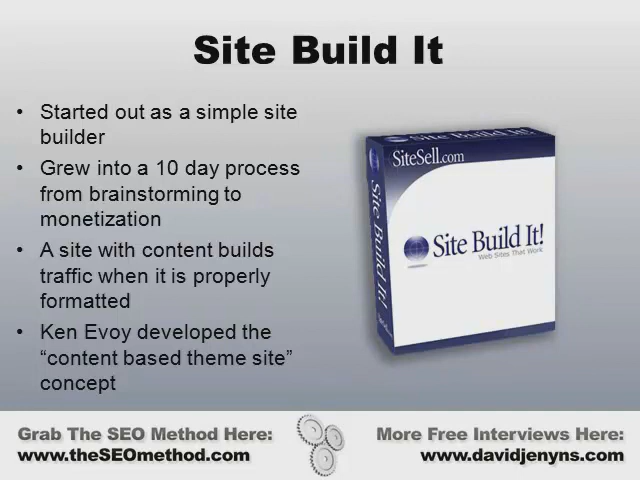 Site Build It
• Started out as a simple site
builder
• Grew into a 10 day process
from brainstorming to
monetization
• A site with content builds
traffic when it is properly
formatted
• Ken Evoy developed the
“content based theme site”
concept
Site Build It!
SiteSell.com
Site Build It!
Site Build It!
Web Sites That Work
Grab The SEO Method Here:
www.theSEOmethod.com
More Free Interviews Here:
www.davidjenyns.com